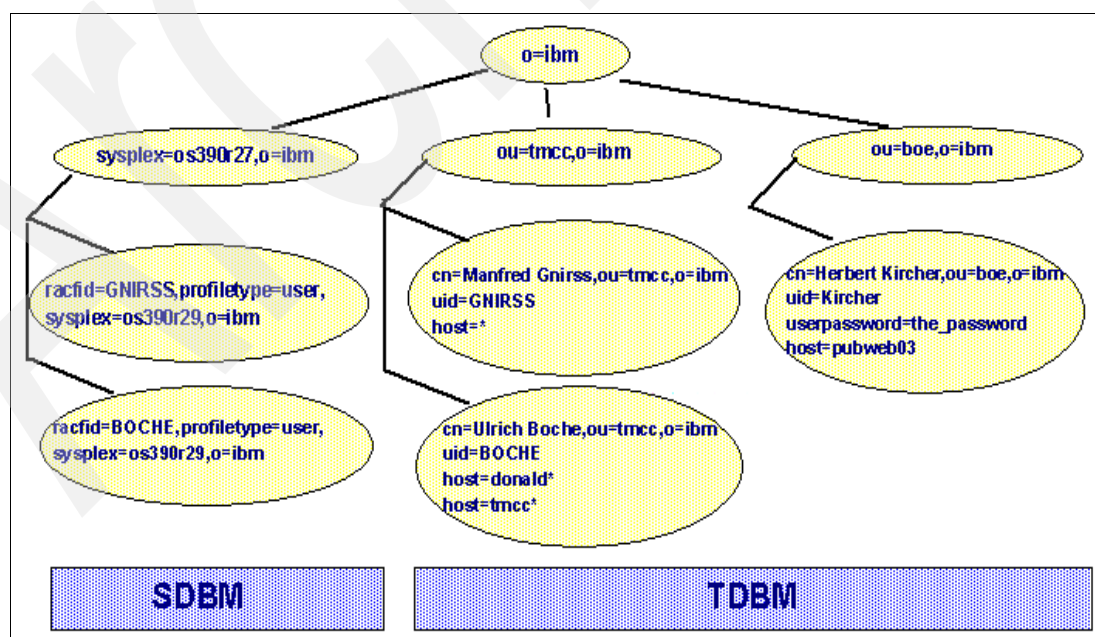 o=ibm
sysplex=os390r27,o=ibm
ou=tmcc,o=ibm
ou=boe,o=ibm
racfid=GNIRSS,profiletype=user,
sysplex=os390r29,o=ibm
cn=Manfred Gnirss,ou=tmcc,o=ibm
uid=GNIRSS
host=*
cn=Herbert Kircher,ou=boe,o=ibm
uid=Kircher
userpassword=the_password
host=pubweb03
racfid=BOCHE,profiletype=user,
sysplex=os390r29,o=ibm
cn=Ulrich Boche,ou=tmcc,o=ibm
uid=BOCHE
host=donald*
host=tmcc*
SDBM
TDBM